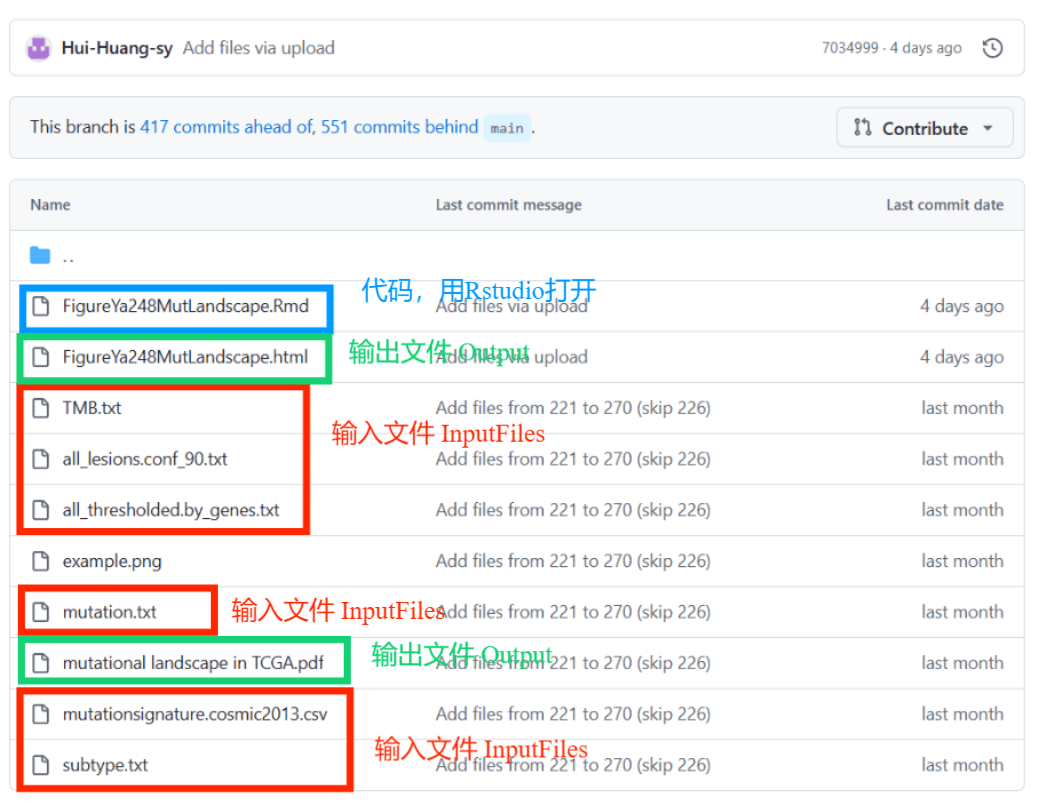 Hui-Huang-sy Add files via upload 7034999 · 4 days ago
This branch is 417 commits ahead of, 551 commits behind main . Contribute
Name Last commit message Last commit date
..
代码，用Rstudio打开
FigureYa248MutLandscape.Rmd Add files via upload 4 days ago
输出文件 Output
FigureYa248MutLandscape.html Add files via upload 4 days ago
TMB.txt Add files from 221 to 270 (skip 226) last month
输入文件 InputFiles
all_lesions.conf_90.txt Add files from 221 to 270 (skip 226) last month
all_thresholded.by_genes.txt Add files from 221 to 270 (skip 226) last month
example.png Add files from 221 to 270 (skip 226) last month
mutation.txt 输入文件 InputFiles Add files from 221 to 270 (skip 226) last month
输出文件 Output
mutational landscape in TCGA.pdf Add files from 221 to 270 (skip 226) last month
mutationsignature.cosmic2013.csv Add files from 221 to 270 (skip 226) last month
输入文件 InputFiles
subtype.txt Add files from 221 to 270 (skip 226) last month